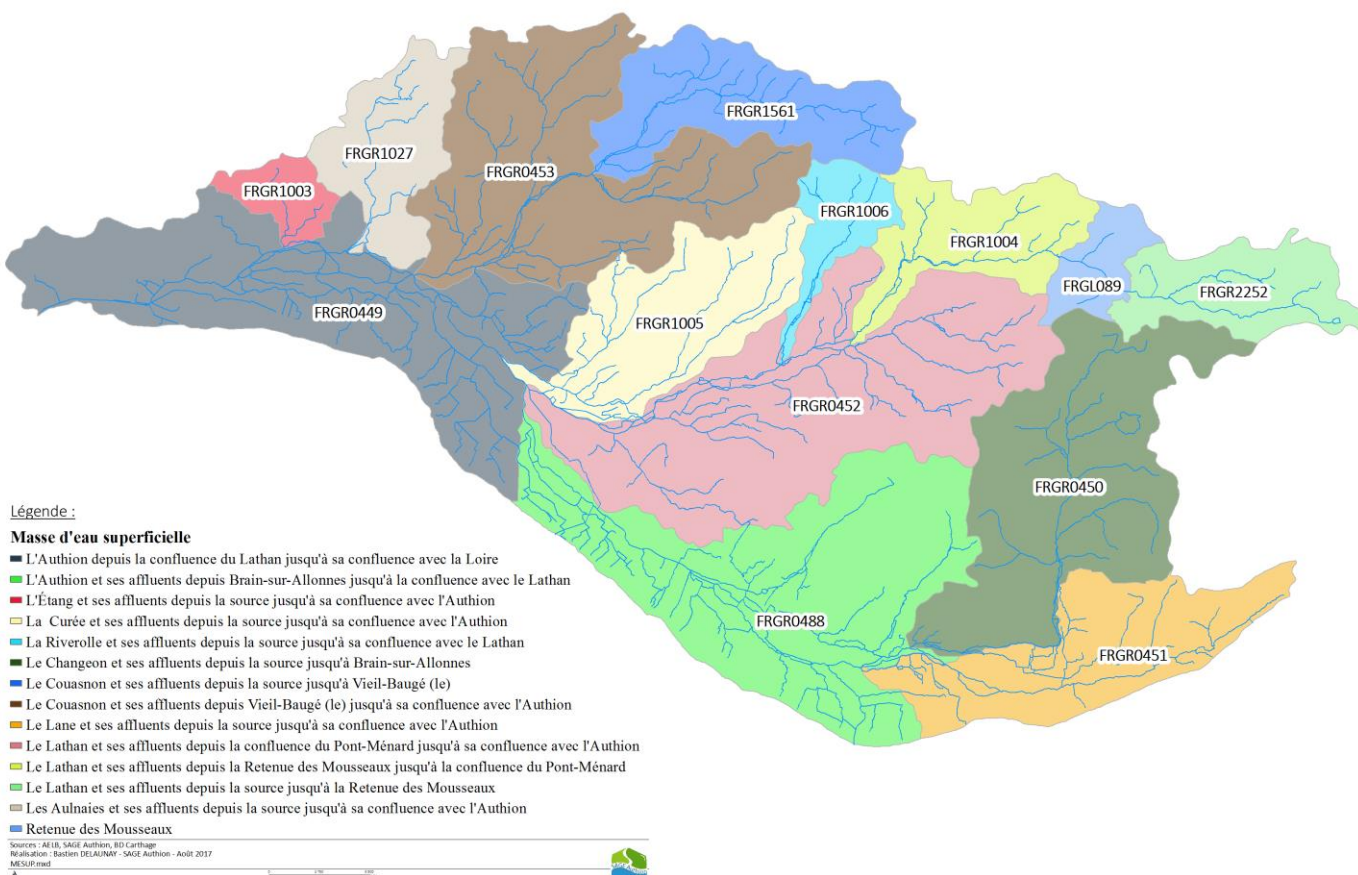 FRGR1561
FRGR1027
FRGR0453
FRGR1003
FRGR1006
FRGR1004
FRGL089
FRGR2252
FRGR0449
FRGR1005
FRGR0452
FRGR0450
FRGR0488
FRGR0451
Légende :
Masse d'eau superficielle
L'Authion depuis la confluence du Lathan jusqu'à sa confluence avec la Loire
L'Authion et ses affluents depuis Brain-sur-Allonnes jusqu'à la confluence avec le Lathan
L'Étang et ses affluents depuis la source jusqu'à sa confluence avec l'Authion
La Curée et ses affluents depuis la source jusqu'à sa confluence avec l'Authion
La Riverolle et ses affluents depuis la source jusqu'à sa confluence avec le Lathan
Le Changeon et ses affluents depuis la source jusqu'à Brain-sur-Allonnes
Le Couasnon et ses affluents depuis la source jusqu'à Vieil-Baugé (le)
Le Couasnon et ses affluents depuis Vieil-Baugé (le) jusqu'à sa confluence avec l'Authion
Le Lane et ses affluents depuis la source jusqu'à sa confluence avec l'Authion
Le Lathan et ses affluents depuis la confluence du Pont-Ménard jusqu'à sa confluence avec l'Authion
Le Lathan et ses affluents depuis la Retenue des Mousseaux jusqu'à la confluence du Pont-Ménard
Le Lathan et ses affluents depuis la source jusqu'à la Retenue des Mousseaux
Les Aulnaies et ses affluents depuis la source jusqu'à sa confluence avec l'Authion
Retenue des Mousseaux
Sources : AELB, SAGE Authion, BD Carthage
Réalisation : Bastien DELAUNAY - SAGE Authion - Août 2017
MESUP.mxd
SAGE Authion